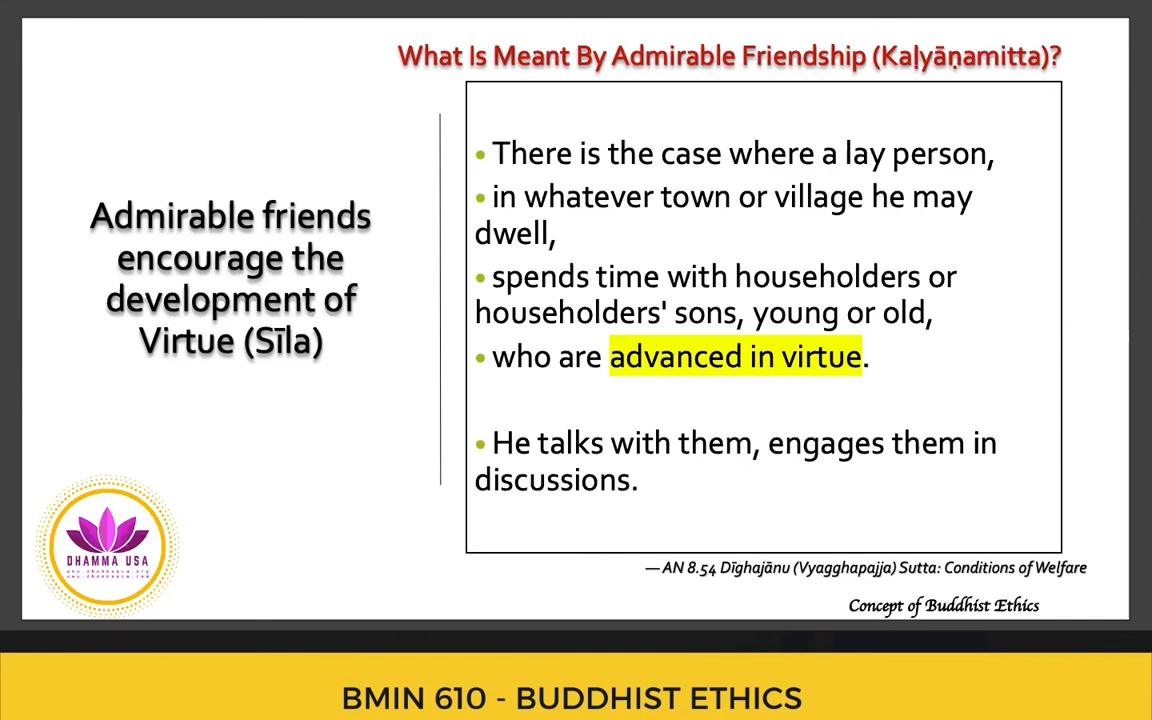 What Is Meant By Admirable Friendship (Kaḷyāṇamitta)?
Admirable friends
encourage the
development of
Virtue (Sīla)
• There is the case where a lay person,
• in whatever town or village he may
dwell,
• spends time with householders or
householders' sons, young or old,
• who are advanced in virtue.
• He talks with them, engages them in
discussions.
— AN 8.54 Dīghajānu (Vyagghapajja) Sutta: Conditions of Welfare
Concept of Buddhist Ethics
DHAMMA USA
BMIN 610 - BUDDHIST ETHICS